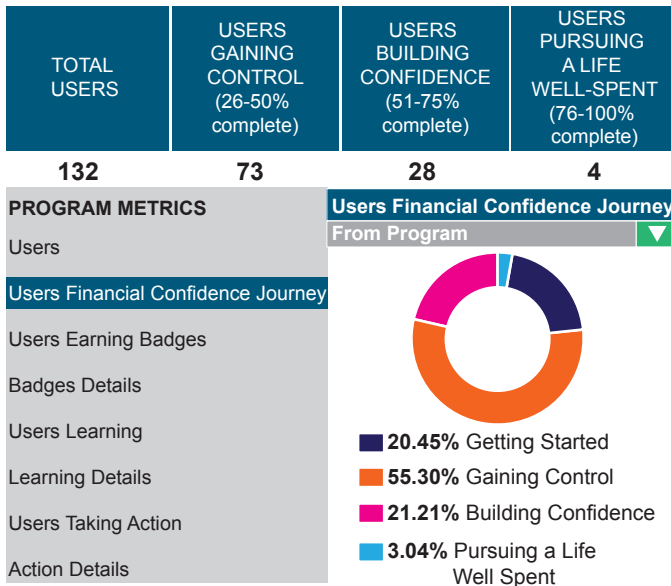 TOTAL
USERS
USERS
GAINING
CONTROL
(26-50%
complete)
USERS
BUILDING
CONFIDENCE
(51-75%
complete)
USERS
PURSUING
A LIFE
WELL-SPENT
(76-100%
complete)
132
73
28
4
PROGRAM METRICS
Users
Users Financial Confidence Journey
Users Earning Badges
Badges Details
Users Learning
Learning Details
Users Taking Action
Action Details
Users Financial Confidence Journey
From Program
20.45% Getting Started
55.30% Gaining Control
21.21% Building Confidence
3.04% Pursuing a Life
Well Spent